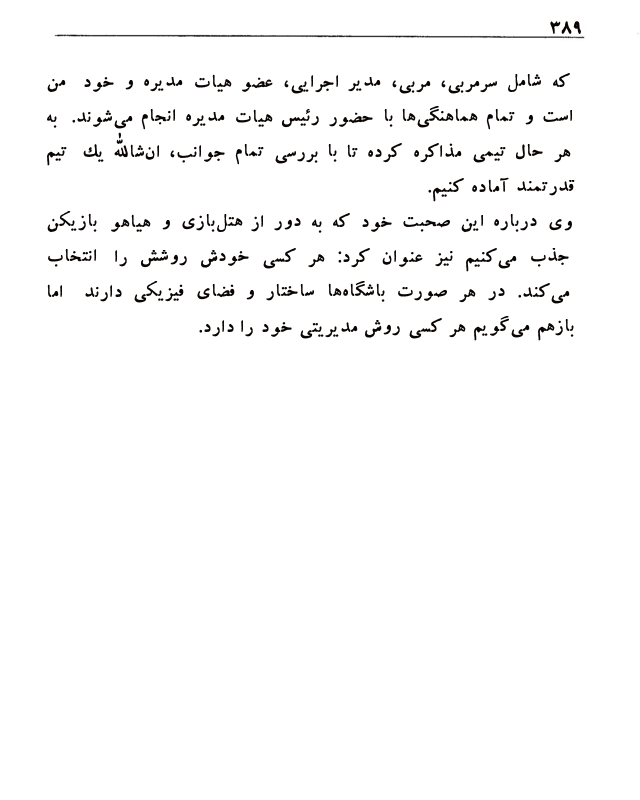 ۳۸۹
که شامل سرمربی، مربی، مدیر اجرایی، عضو هیات مدیره و خود من
است و تمام هماهنگی‌ها با حضور رئیس هیات مدیره انجام می‌شوند. به
هر حال تیمی مذاکره کرده تا با بررسی تمام جوانب، ان‌شالله یك تیم
قدرتمند آماده کنیم.
وی درباره این صحبت خود که به دور از هتل‌بازی و هیاهو بازیکن
جذب می‌کنیم نیز عنوان کرد: هر کسی خودش روشش را انتخاب
می‌کند. در هر صورت باشگاه‌ها ساختار و فضای فیزیکی دارند اما
بازهم می‌گویم هر کسی روش مدیریتی خود را دارد.